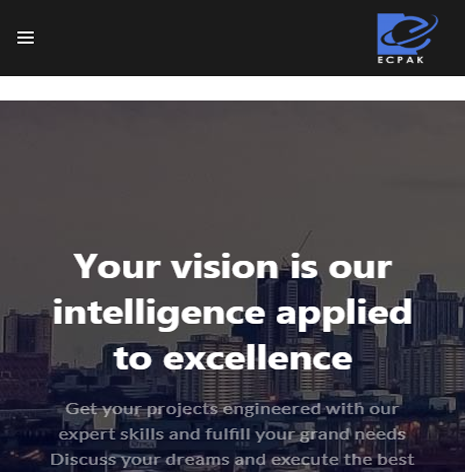 ECPAK
Your vision is our
intelligence applied
to excellence
Get your projects engineered with our
expert skills and fulfill your grand needs
Discuss your dreams and execute the best